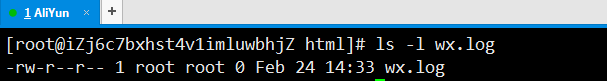 1 AliYun × +
[root@iZj6c7bxhst4v1imluwbhjZ html]# ls -l wx.log
-rw-r--r-- 1 root root 0 Feb 24 14:33 wx.log